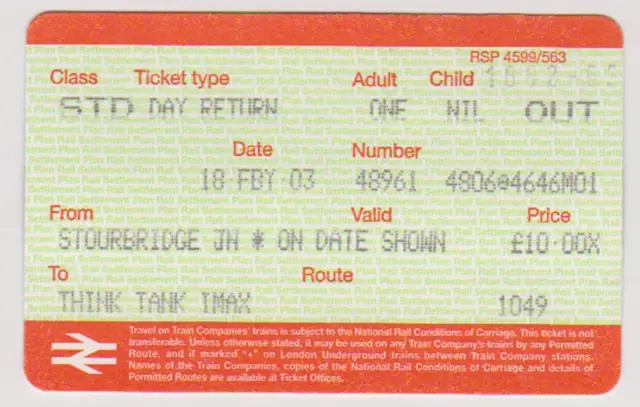 RSP 4599/563
Class Ticket type Adult Child
STD DAY RETURN ONE NIL OUT
Date Number
18·FBY 03 48961 4806@4646M01
From Valid Price
STOURBRIDGE JN * ON DATE SHOWN £10·00X
To Route
THINK TANK IMAX 1049
Travel on Train Companies' trains is subject to the National Rail Conditions of Carriage. This ticket is not
transferable. Unless otherwise stated, it may be used on any Train Company's trains by any Permitted
Route, and if marked "+" on London Underground trains between Train Company stations.
Names of the Train Companies, copies of the National Rail Conditions of Carriage and details of
Permitted Routes are available at Ticket Offices.